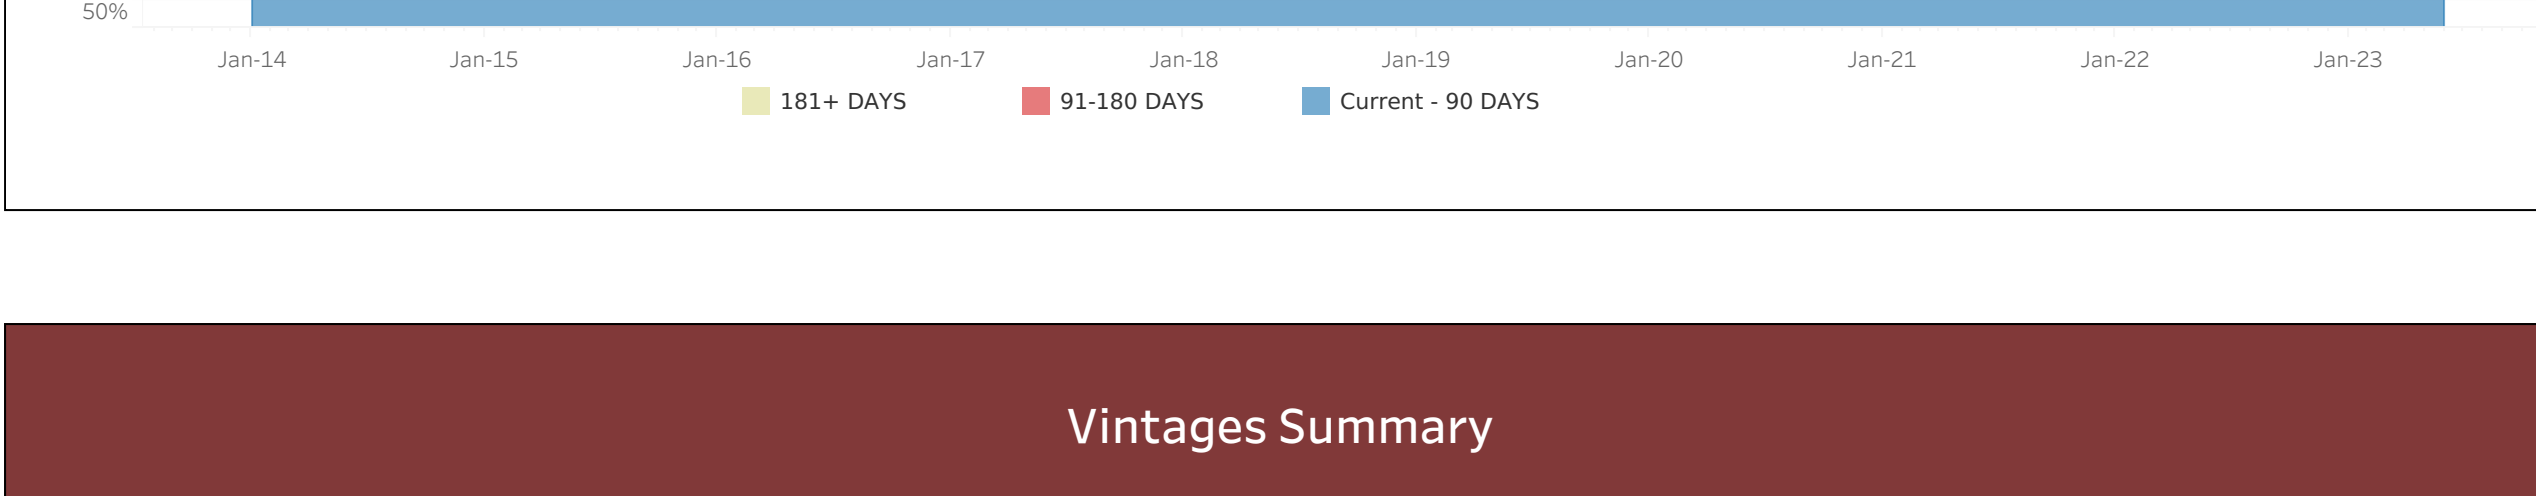 50%
Jan-14 Jan-15 Jan-16 Jan-17 Jan-18 Jan-19 Jan-20 Jan-21 Jan-22 Jan-23
181+ DAYS 91-180 DAYS Current - 90 DAYS
Vintages Summary